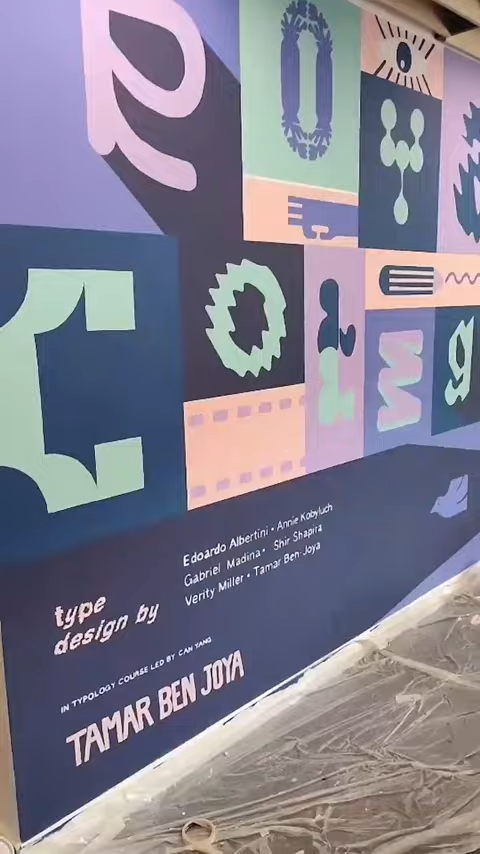 C O L E g
type
design by
Edoardo Albertini • Annie Kobyluch
Gabriel Madina • Shir Shapira
Verity Miller • Tamar Ben Joya
IN TYPOLOGY COURSE LED BY CAN YANG
TAMAR BEN JOYA